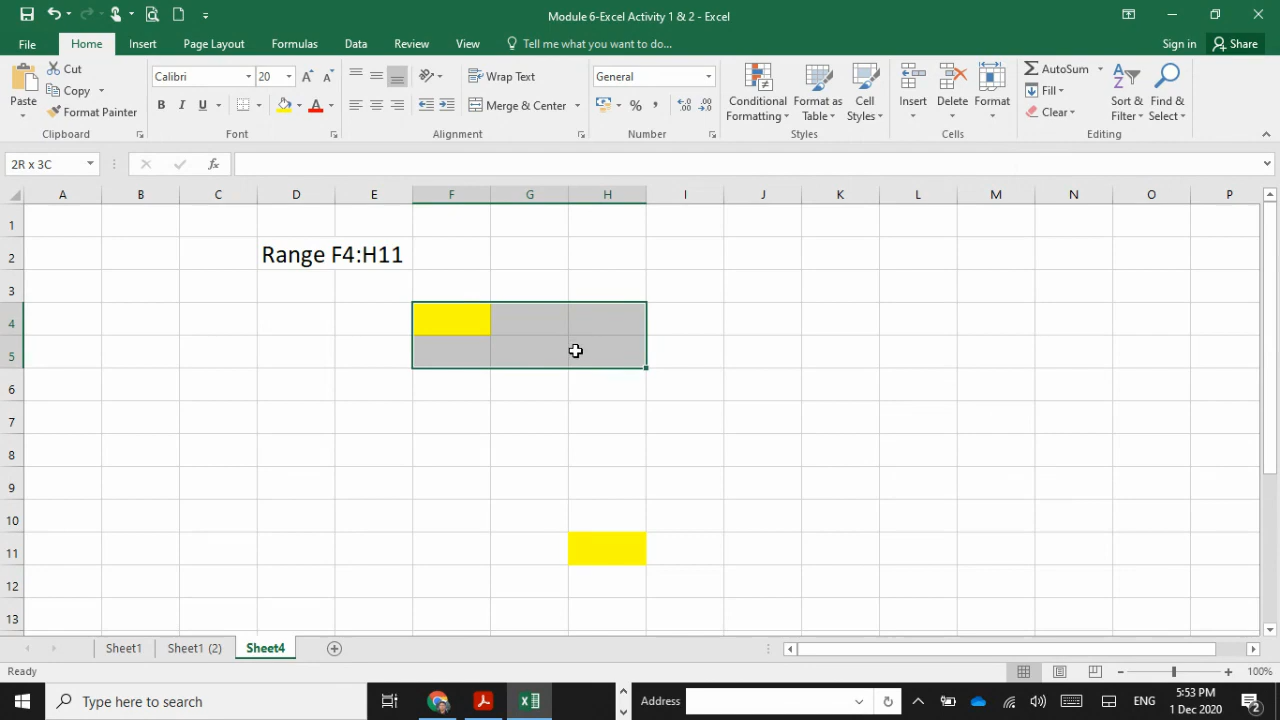 Module 6-Excel Activity 1 & 2 - Excel
File Home Insert Page Layout Formulas Data Review View Tell me what you want to do... Sign in Share
Paste Cut Copy Format Painter
Clipboard
Calibri 20
B I U A
Font
Wrap Text
Merge & Center
Alignment
General
%
Number
Conditional Formatting
Format as Table
Cell Styles
Styles
Insert Delete Format
Cells
AutoSum
Fill
Clear
Sort & Filter
Find & Select
Editing
2R x 3C fx
A B C D E F G H I J K L M N O P
1
2 Range F4:H11
3
4
5
6
7
8
9
10
11
12
13
Sheet1 Sheet1 (2) Sheet4
Ready 100%
Type here to search Address ENG 5:53 PM
1 Dec 2020 2